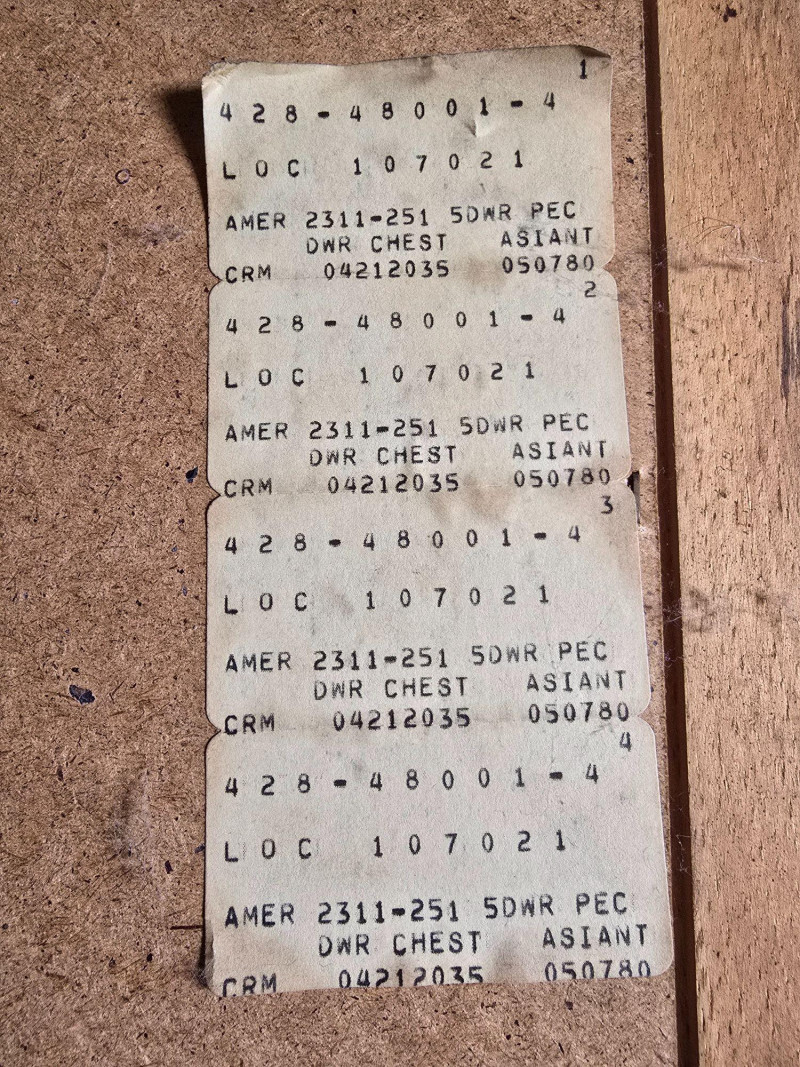 1
428-48001-4
LOC 107021
AMER 2311-251 5DWR PEC
DWR CHEST ASIANT
CRM 04212035 050780
2
428-48001-4
LOC 107021
AMER 2311-251 5DWR PEC
DWR CHEST ASIANT
CRM 04212035 050780
3
428-48001-4
LOC 107021
AMER 2311-251 5DWR PEC
DWR CHEST ASIANT
CRM 04212035 050780
4
428-48001-4
LOC 107021
AMER 2311-251 5DWR PEC
DWR CHEST ASIANT
CRM 04212035 050780